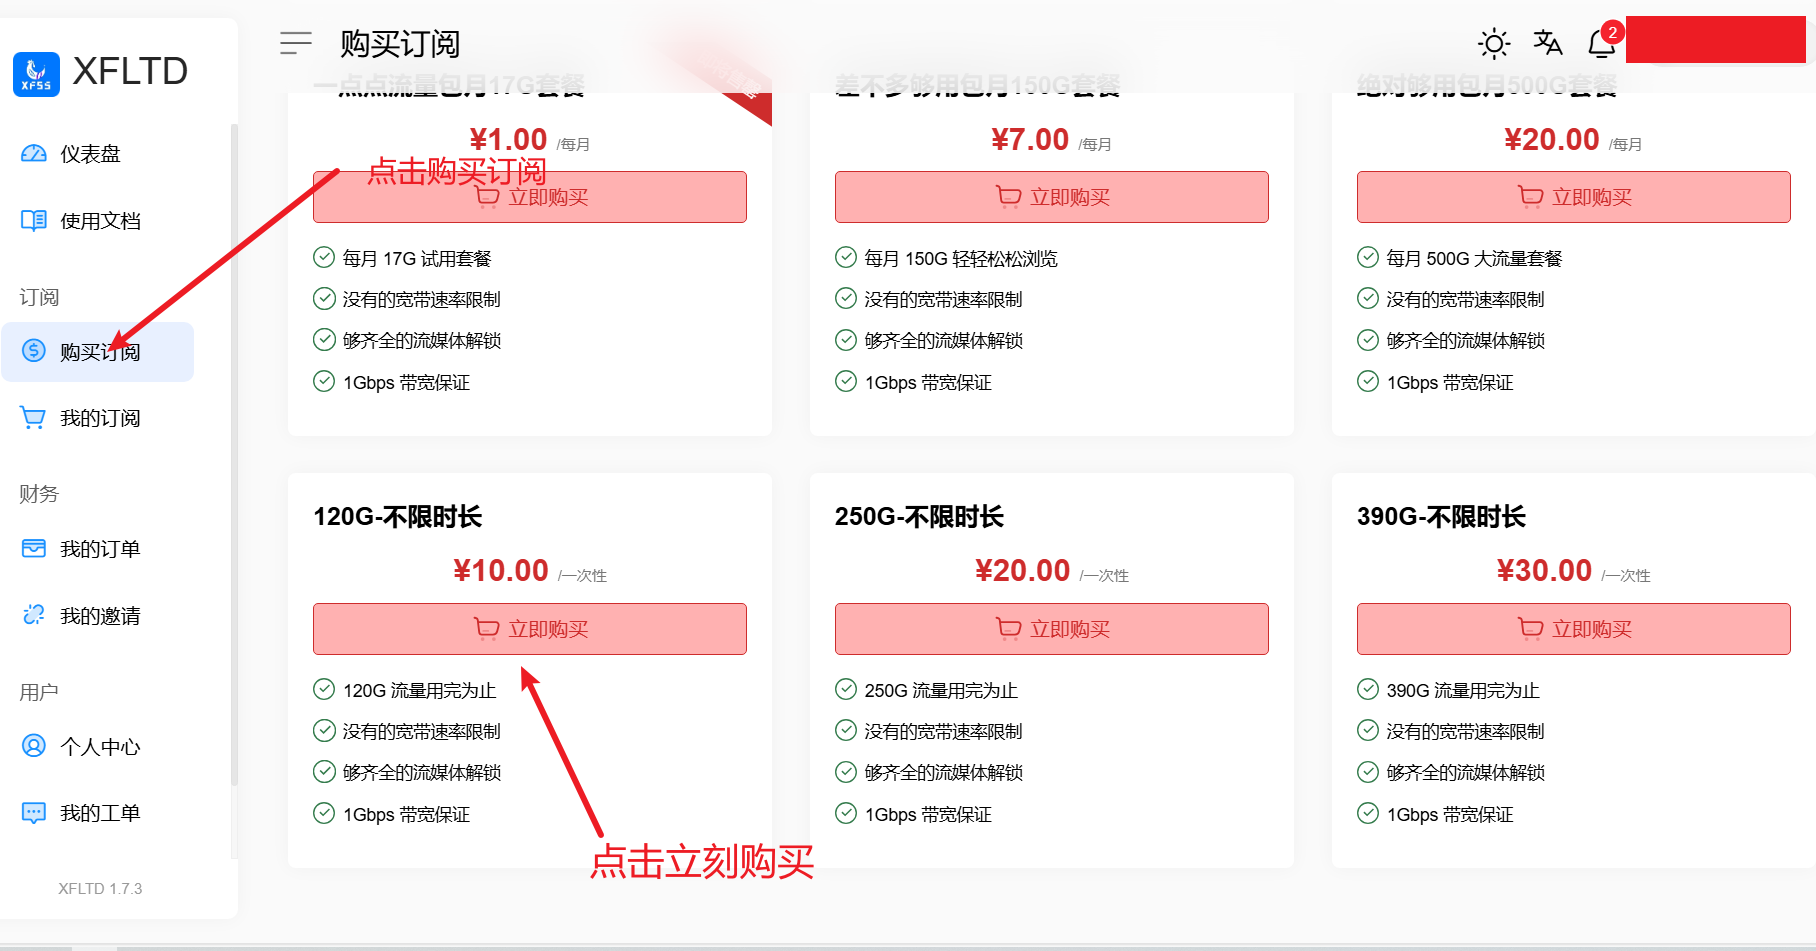 购买订阅
2
XFSS
XFLTD
仪表盘
使用文档
订阅
购买订阅
我的订阅
财务
我的订单
我的邀请
用户
个人中心
我的工单
XFLTD 1.7.3
一点点流量包月17G套餐
¥1.00 /每月
点击购买订阅
立即购买
每月 17G 试用套餐
没有的宽带速率限制
够齐全的流媒体解锁
1Gbps 带宽保证
差不多够用包月150G套餐
¥7.00 /每月
立即购买
每月 150G 轻轻松松浏览
没有的宽带速率限制
够齐全的流媒体解锁
1Gbps 带宽保证
绝对够用包月500G套餐
¥20.00 /每月
立即购买
每月 500G 大流量套餐
没有的宽带速率限制
够齐全的流媒体解锁
1Gbps 带宽保证
120G-不限时长
¥10.00 /一次性
立即购买
120G 流量用完为止
没有的宽带速率限制
够齐全的流媒体解锁
1Gbps 带宽保证
点击立刻购买
250G-不限时长
¥20.00 /一次性
立即购买
250G 流量用完为止
没有的宽带速率限制
够齐全的流媒体解锁
1Gbps 带宽保证
390G-不限时长
¥30.00 /一次性
立即购买
390G 流量用完为止
没有的宽带速率限制
够齐全的流媒体解锁
1Gbps 带宽保证